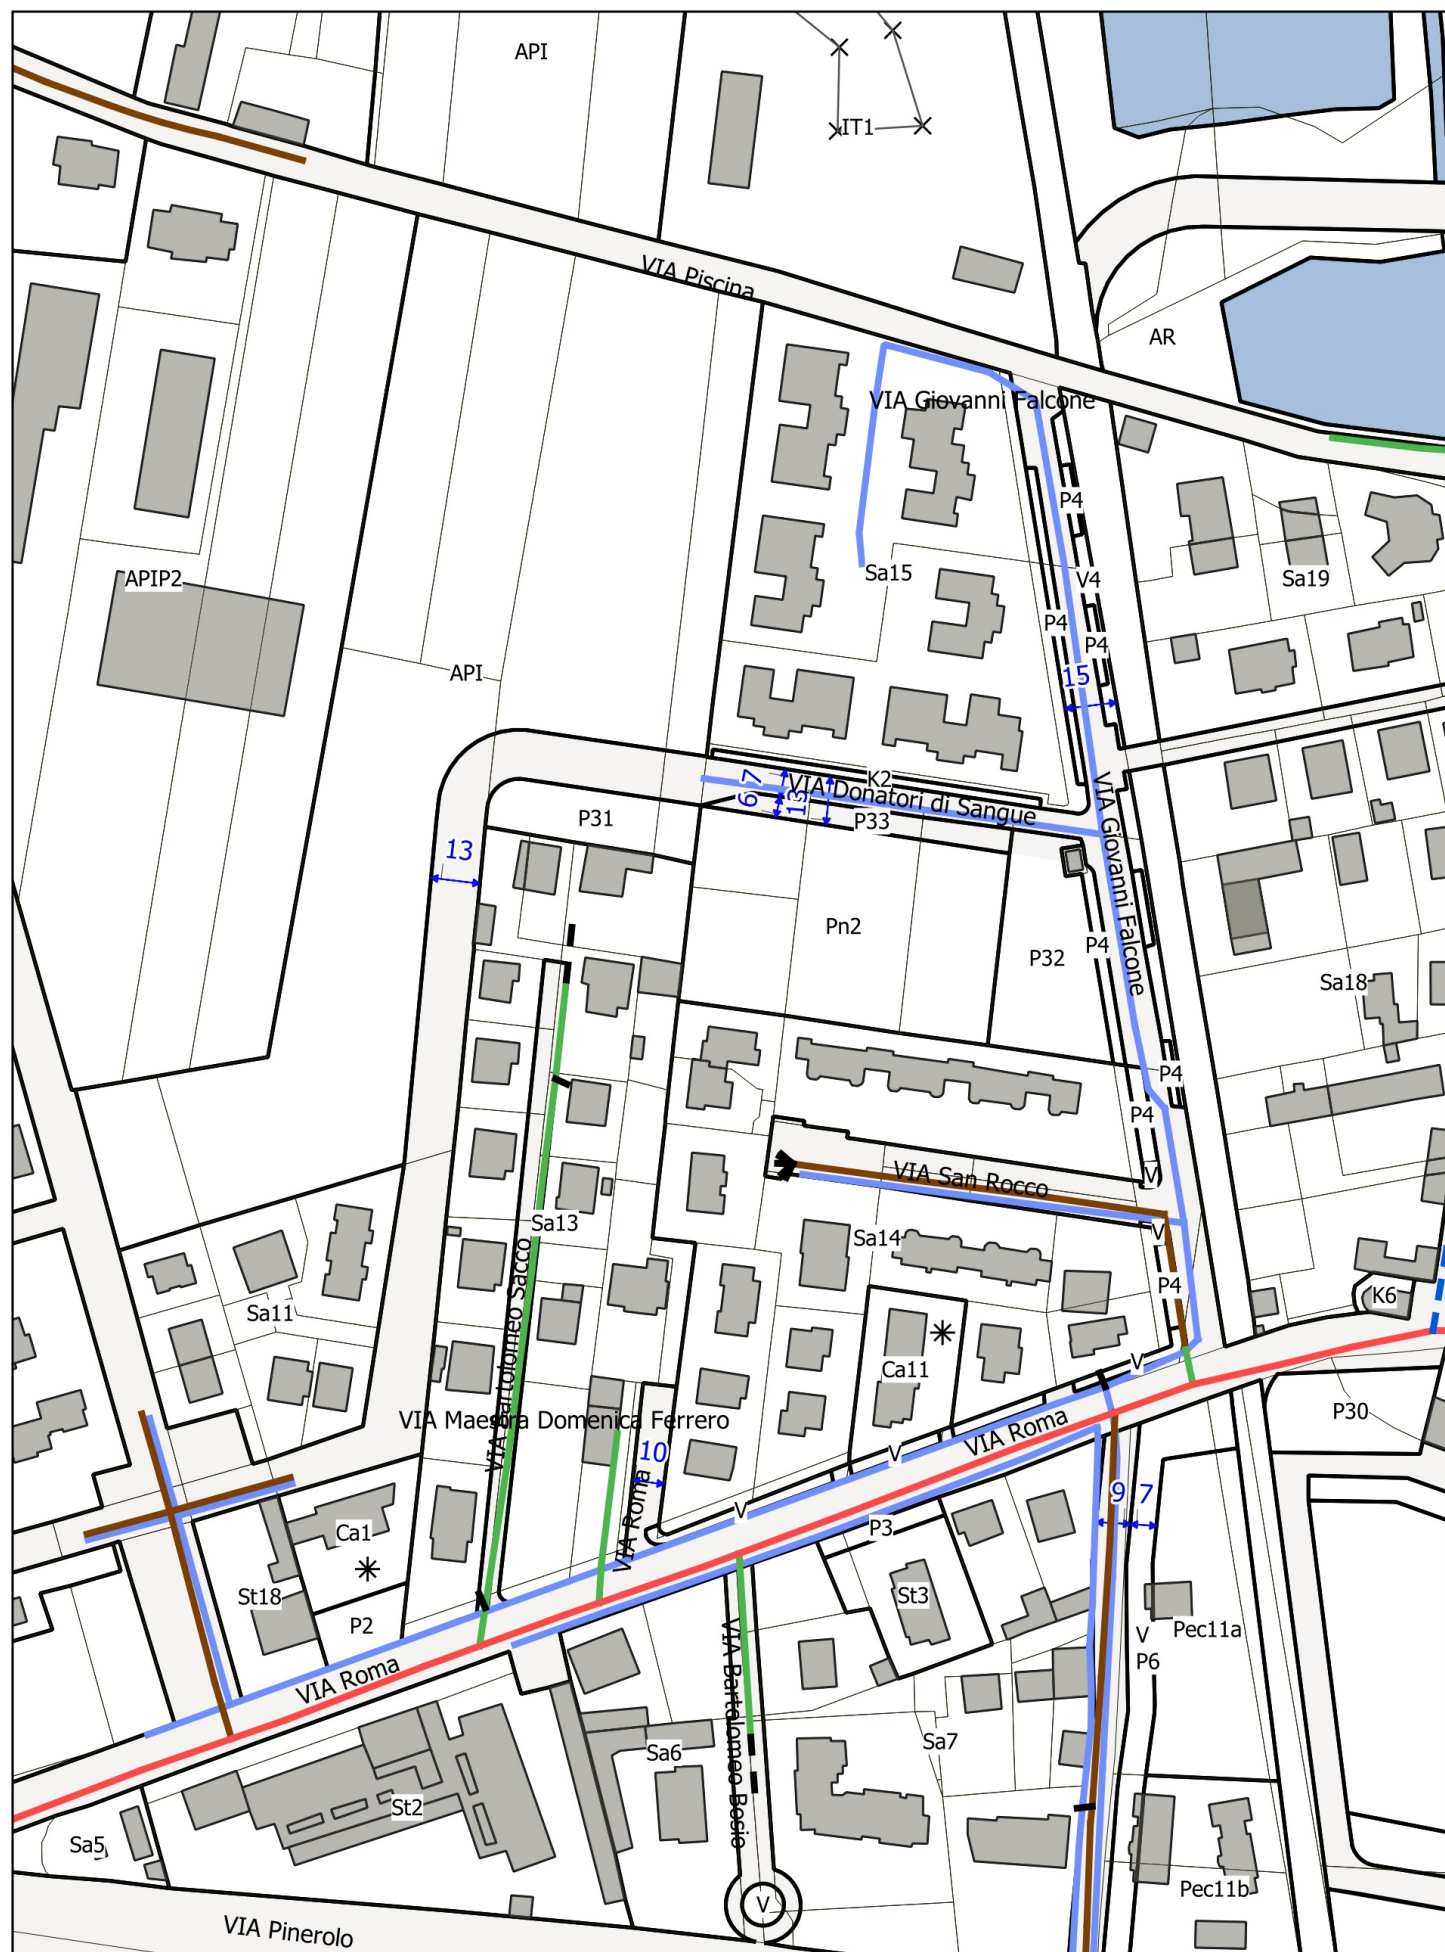 API
IT1
VIA Piscina
AR
VIA Giovanni Falcone
P4
Sa15
V4
Sa19
APIP2
P4
P4
API
15
K2
7
6
13
VIA Donatori di Sangue
P31
P33
VIA Giovanni Falcone
13
Pn2
P4
P32
Sa18
P4
P4
VIA San Rocco
V
Sa13
Sa14
V
P4
K6
Sa11
VIA Bartolomeo Sacco
Ca11
V
P30
VIA Maestra Domenica Ferrero
VIA Roma
10
V
VIA Roma
9
7
V
P3
Ca1
St18
St3
P2
V
P6
Pec11a
VIA Roma
VIA Bartolomeo Bosio
Sa6
Sa7
St2
Sa5
Pec11b
V
VIA Pinerolo